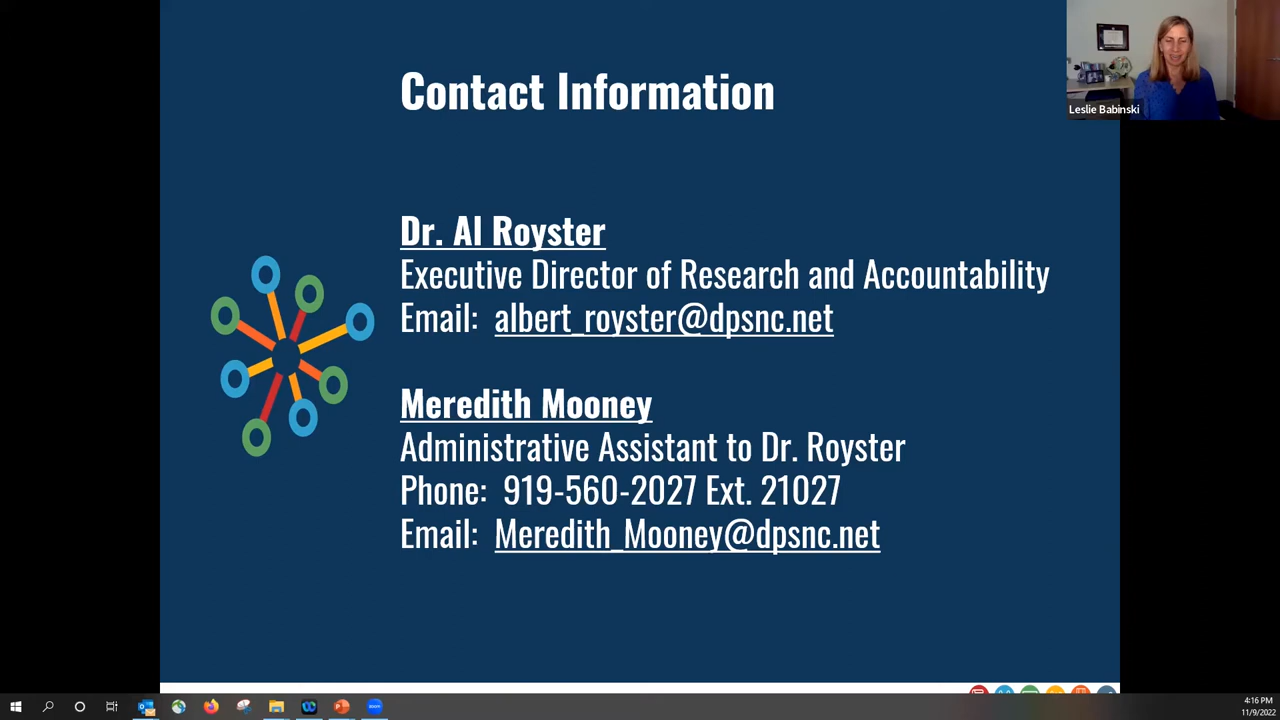 Contact Information
Leslie Babinski
Dr. Al Royster
Executive Director of Research and Accountability
Email: albert_royster@dpsnc.net
Meredith Mooney
Administrative Assistant to Dr. Royster
Phone: 919-560-2027 Ext. 21027
Email: Meredith_Mooney@dpsnc.net
4:16 PM
11/9/2022